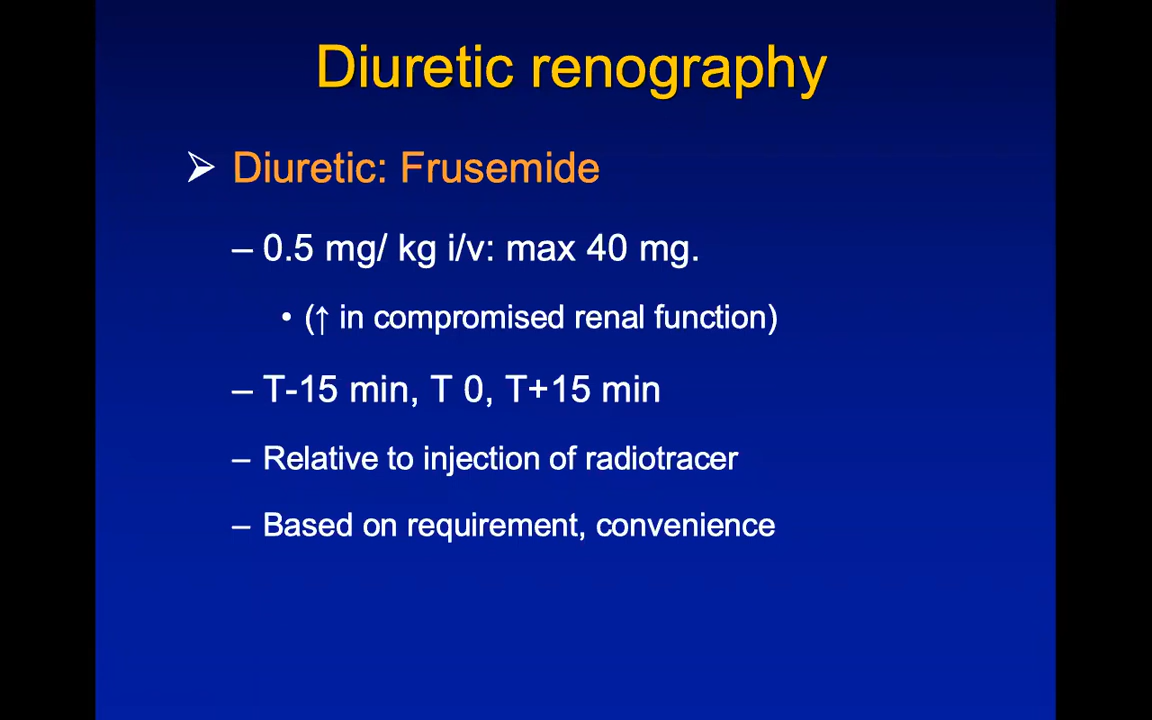 Diuretic renography
➢ Diuretic: Frusemide
– 0.5 mg/ kg i/v: max 40 mg.
• (↑ in compromised renal function)
– T-15 min, T 0, T+15 min
– Relative to injection of radiotracer
– Based on requirement, convenience